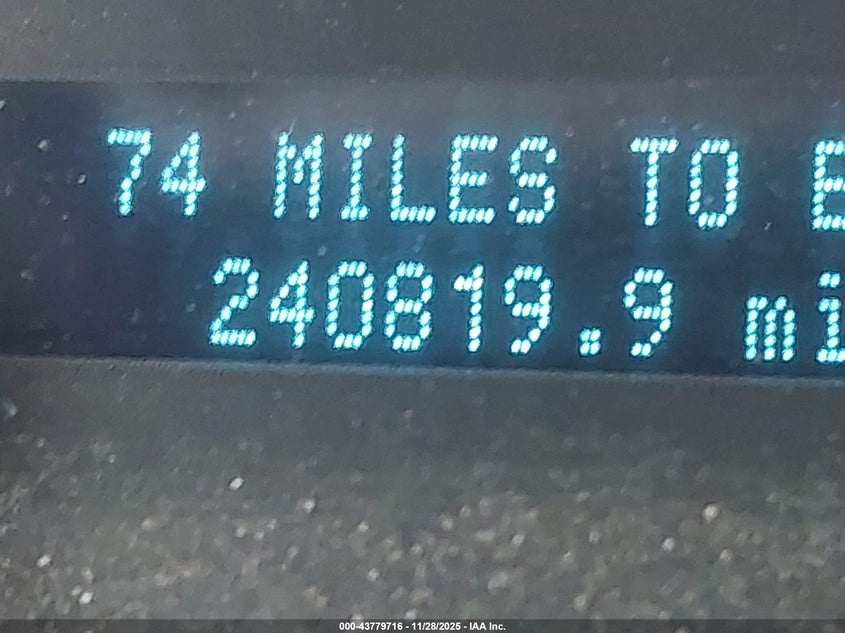 74 MILES TO E
240819.9 mi
000-43779716 - 11/28/2025 - IAA Inc.